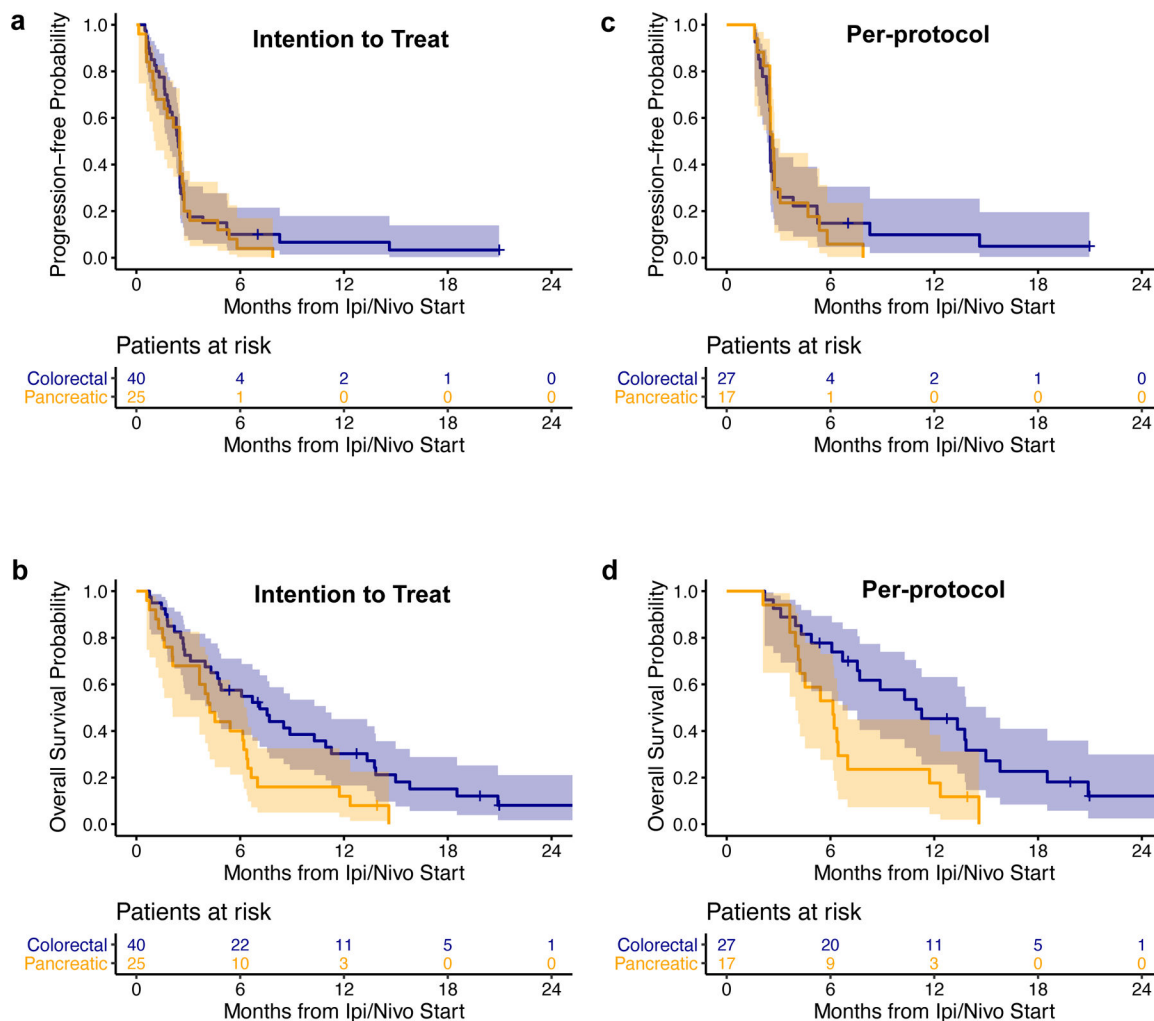 a
Intention to Treat
Progression−free Probability
1.0
0.8
0.6
0.4
0.2
0.0
0 6 12 18 24
Months from Ipi/Nivo Start
Patients at risk
Colorectal 40 4 2 1 0
Pancreatic 25 1 0 0 0
0 6 12 18 24
Months from Ipi/Nivo Start
c
Per-protocol
Progression−free Probability
1.0
0.8
0.6
0.4
0.2
0.0
0 6 12 18 24
Months from Ipi/Nivo Start
Patients at risk
Colorectal 27 4 2 1 0
Pancreatic 17 1 0 0 0
0 6 12 18 24
Months from Ipi/Nivo Start
b
Intention to Treat
Overall Survival Probability
1.0
0.8
0.6
0.4
0.2
0.0
0 6 12 18 24
Months from Ipi/Nivo Start
Patients at risk
Colorectal 40 22 11 5 1
Pancreatic 25 10 3 0 0
0 6 12 18 24
Months from Ipi/Nivo Start
d
Per-protocol
Overall Survival Probability
1.0
0.8
0.6
0.4
0.2
0.0
0 6 12 18 24
Months from Ipi/Nivo Start
Patients at risk
Colorectal 27 20 11 5 1
Pancreatic 17 9 3 0 0
0 6 12 18 24
Months from Ipi/Nivo Start